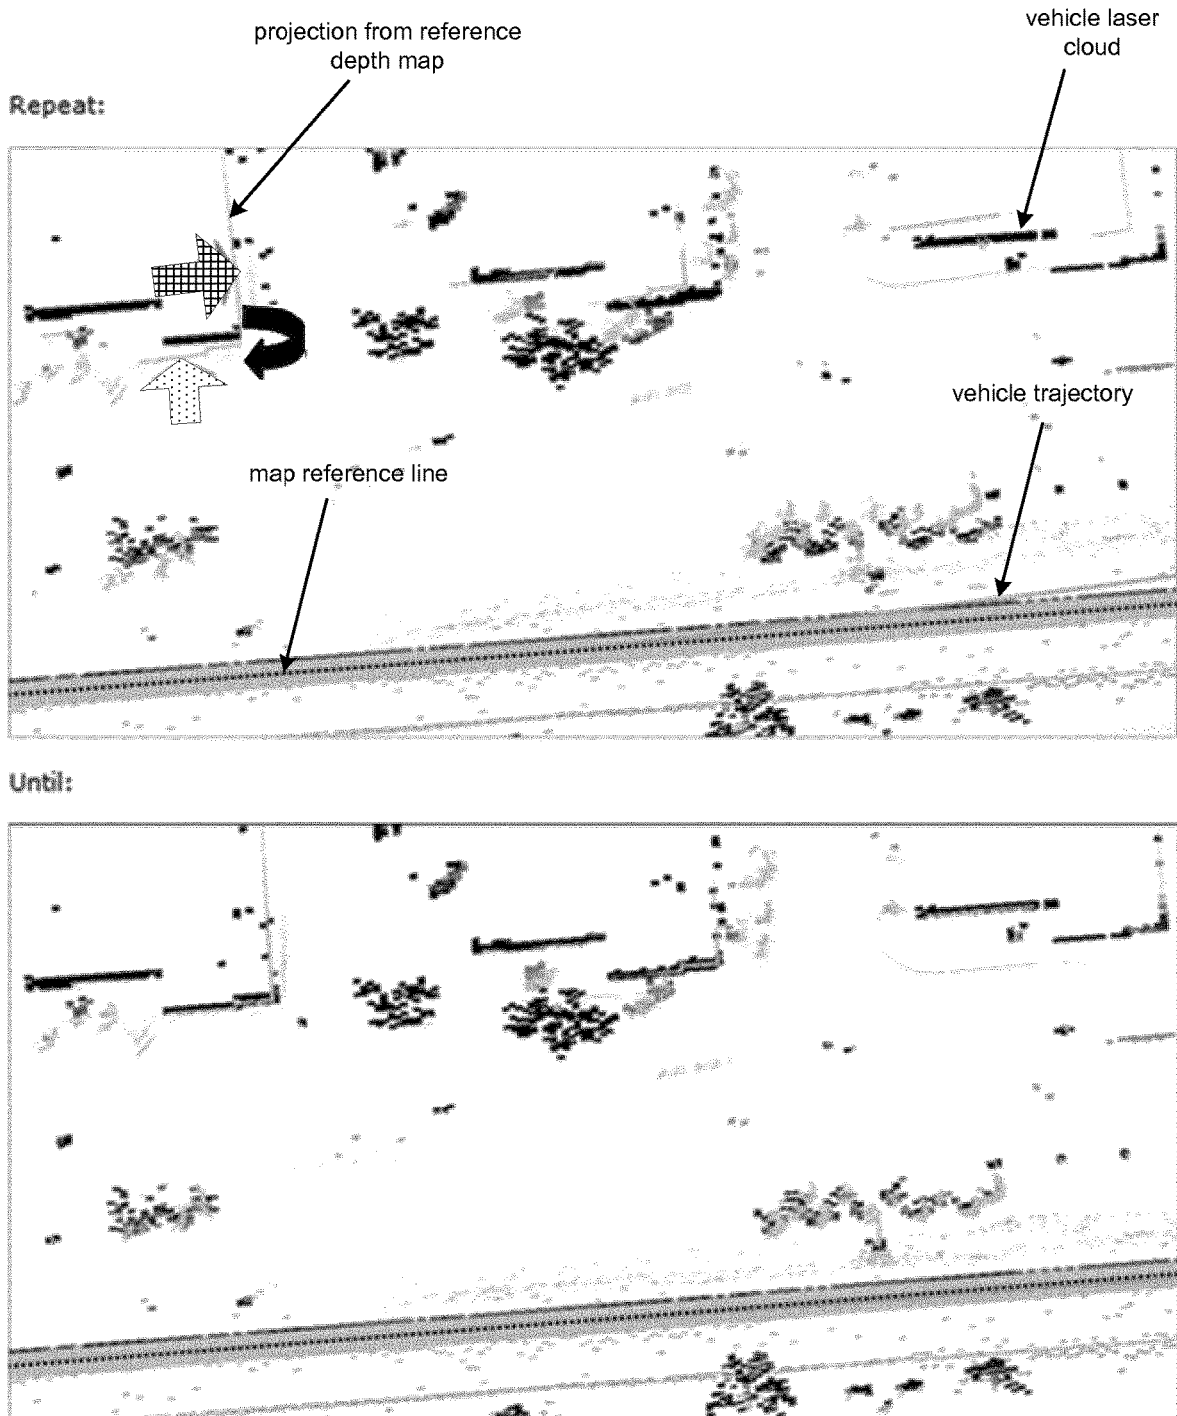 projection from reference
depth map
vehicle laser
cloud
Repeat:
vehicle trajectory
map reference line
Until: